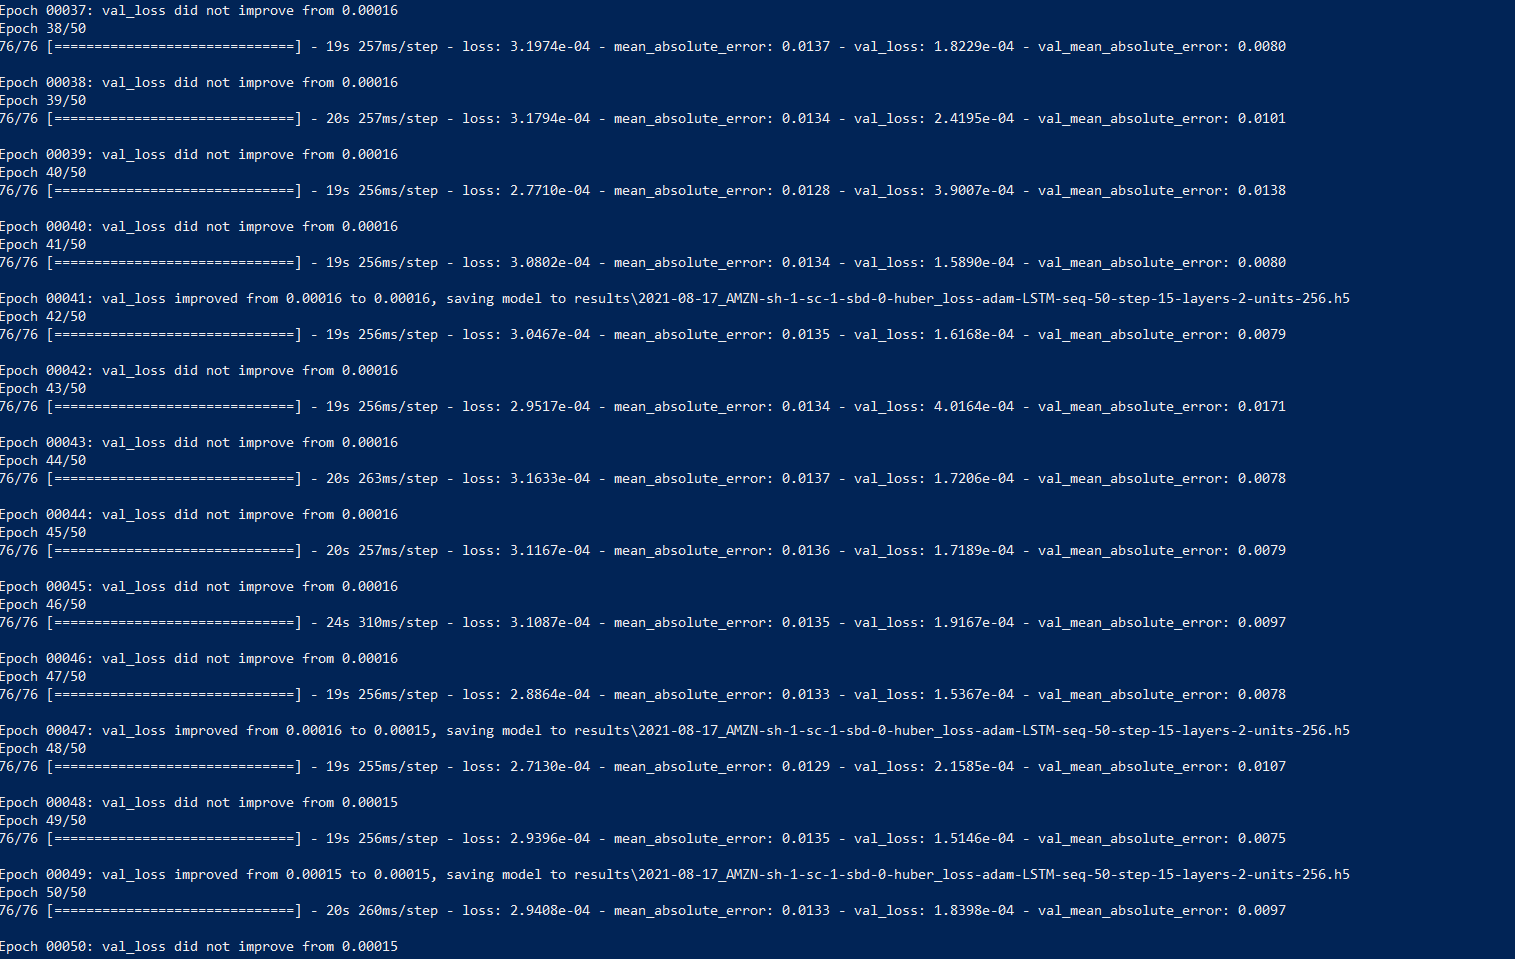 Epoch 00037: val_loss did not improve from 0.00016
Epoch 38/50
76/76 [==============================] - 19s 257ms/step - loss: 3.1974e-04 - mean_absolute_error: 0.0137 - val_loss: 1.8229e-04 - val_mean_absolute_error: 0.0080
Epoch 00038: val_loss did not improve from 0.00016
Epoch 39/50
76/76 [==============================] - 20s 257ms/step - loss: 3.1794e-04 - mean_absolute_error: 0.0134 - val_loss: 2.4195e-04 - val_mean_absolute_error: 0.0101
Epoch 00039: val_loss did not improve from 0.00016
Epoch 40/50
76/76 [==============================] - 19s 256ms/step - loss: 2.7710e-04 - mean_absolute_error: 0.0128 - val_loss: 3.9007e-04 - val_mean_absolute_error: 0.0138
Epoch 00040: val_loss did not improve from 0.00016
Epoch 41/50
76/76 [==============================] - 19s 256ms/step - loss: 3.0802e-04 - mean_absolute_error: 0.0134 - val_loss: 1.5890e-04 - val_mean_absolute_error: 0.0080
Epoch 00041: val_loss improved from 0.00016 to 0.00016, saving model to results\2021-08-17_AMZN-sh-1-sc-1-sbd-0-huber_loss-adam-LSTM-seq-50-step-15-layers-2-units-256.h5
Epoch 42/50
76/76 [==============================] - 19s 256ms/step - loss: 3.0467e-04 - mean_absolute_error: 0.0135 - val_loss: 1.6168e-04 - val_mean_absolute_error: 0.0079
Epoch 00042: val_loss did not improve from 0.00016
Epoch 43/50
76/76 [==============================] - 19s 256ms/step - loss: 2.9517e-04 - mean_absolute_error: 0.0134 - val_loss: 4.0164e-04 - val_mean_absolute_error: 0.0171
Epoch 00043: val_loss did not improve from 0.00016
Epoch 44/50
76/76 [==============================] - 20s 263ms/step - loss: 3.1633e-04 - mean_absolute_error: 0.0137 - val_loss: 1.7206e-04 - val_mean_absolute_error: 0.0078
Epoch 00044: val_loss did not improve from 0.00016
Epoch 45/50
76/76 [==============================] - 20s 257ms/step - loss: 3.1167e-04 - mean_absolute_error: 0.0136 - val_loss: 1.7189e-04 - val_mean_absolute_error: 0.0079
Epoch 00045: val_loss did not improve from 0.00016
Epoch 46/50
76/76 [==============================] - 24s 310ms/step - loss: 3.1087e-04 - mean_absolute_error: 0.0135 - val_loss: 1.9167e-04 - val_mean_absolute_error: 0.0097
Epoch 00046: val_loss did not improve from 0.00016
Epoch 47/50
76/76 [==============================] - 19s 256ms/step - loss: 2.8864e-04 - mean_absolute_error: 0.0133 - val_loss: 1.5367e-04 - val_mean_absolute_error: 0.0078
Epoch 00047: val_loss improved from 0.00016 to 0.00015, saving model to results\2021-08-17_AMZN-sh-1-sc-1-sbd-0-huber_loss-adam-LSTM-seq-50-step-15-layers-2-units-256.h5
Epoch 48/50
76/76 [==============================] - 19s 255ms/step - loss: 2.7130e-04 - mean_absolute_error: 0.0129 - val_loss: 2.1585e-04 - val_mean_absolute_error: 0.0107
Epoch 00048: val_loss did not improve from 0.00015
Epoch 49/50
76/76 [==============================] - 19s 256ms/step - loss: 2.9396e-04 - mean_absolute_error: 0.0135 - val_loss: 1.5146e-04 - val_mean_absolute_error: 0.0075
Epoch 00049: val_loss improved from 0.00015 to 0.00015, saving model to results\2021-08-17_AMZN-sh-1-sc-1-sbd-0-huber_loss-adam-LSTM-seq-50-step-15-layers-2-units-256.h5
Epoch 50/50
76/76 [==============================] - 20s 260ms/step - loss: 2.9408e-04 - mean_absolute_error: 0.0133 - val_loss: 1.8398e-04 - val_mean_absolute_error: 0.0097
Epoch 00050: val_loss did not improve from 0.00015